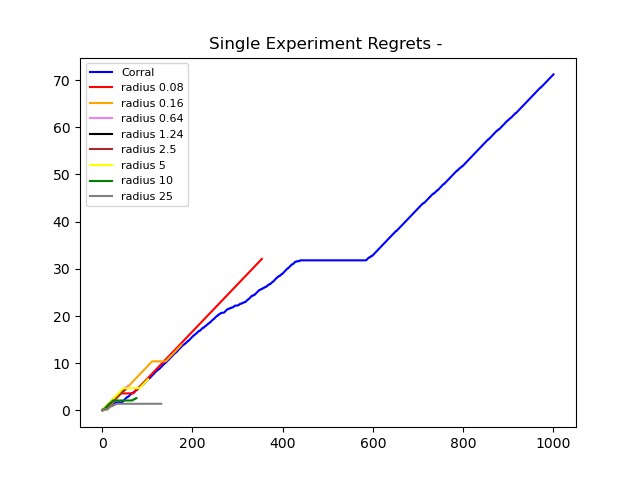 Single Experiment Regrets -
Corral
radius 0.08
radius 0.16
radius 0.64
radius 1.24
radius 2.5
radius 5
radius 10
radius 25
70
60
50
40
30
20
10
0
0 200 400 600 800 1000